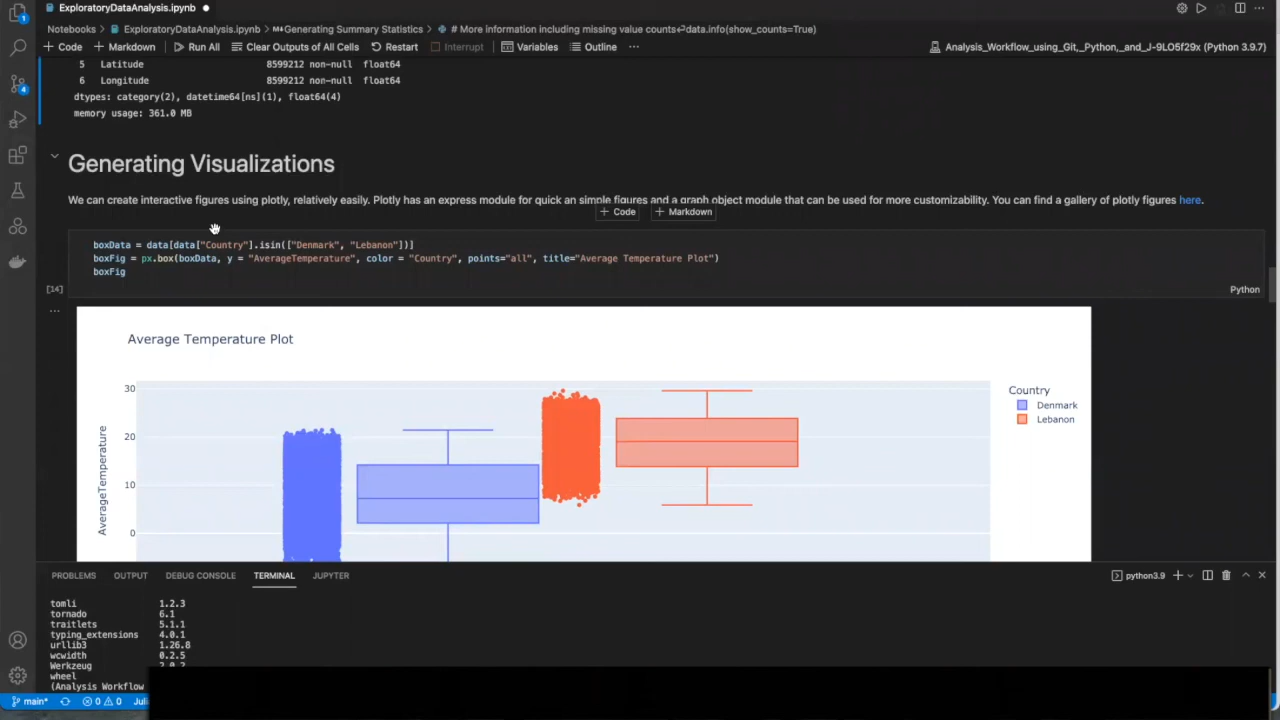 ExploratoryDataAnalysis.ipynb
Notebooks > ExploratoryDataAnalysis.ipynb > Generating Summary Statistics > # More information including missing value counts↵data.info(show_counts=True)
+ Code + Markdown Run All Clear Outputs of All Cells Restart Interrupt Variables Outline ··· Analysis_Workflow_using_Git,_Python,_and_J-9LO5f29x (Python 3.9.7)
1
4
5 Latitude 8599212 non-null float64
6 Longitude 8599212 non-null float64
dtypes: category(2), datetime64[ns](1), float64(4)
memory usage: 361.0 MB
Generating Visualizations
We can create interactive figures using plotly, relatively easily. Plotly has an express module for quick an simple figures and a graph object module that can be used for more customizability. You can find a gallery of plotly figures here.
+ Code + Markdown
boxData = data[data["Country"].isin(["Denmark", "Lebanon"])]
boxFig = px.box(boxData, y = "AverageTemperature", color = "Country", points="all", title="Average Temperature Plot")
boxFig
[14] Python
Average Temperature Plot
Country
Denmark
Lebanon
AverageTemperature
30
20
10
0
PROBLEMS OUTPUT DEBUG CONSOLE TERMINAL JUPYTER python3.9
tomli 1.2.3
tornado 6.1
traitlets 5.1.1
typing_extensions 4.0.1
urllib3 1.26.8
wcwidth 0.2.5
Werkzeug 2.0.2
wheel
(Analysis Workflow
main* 0 0